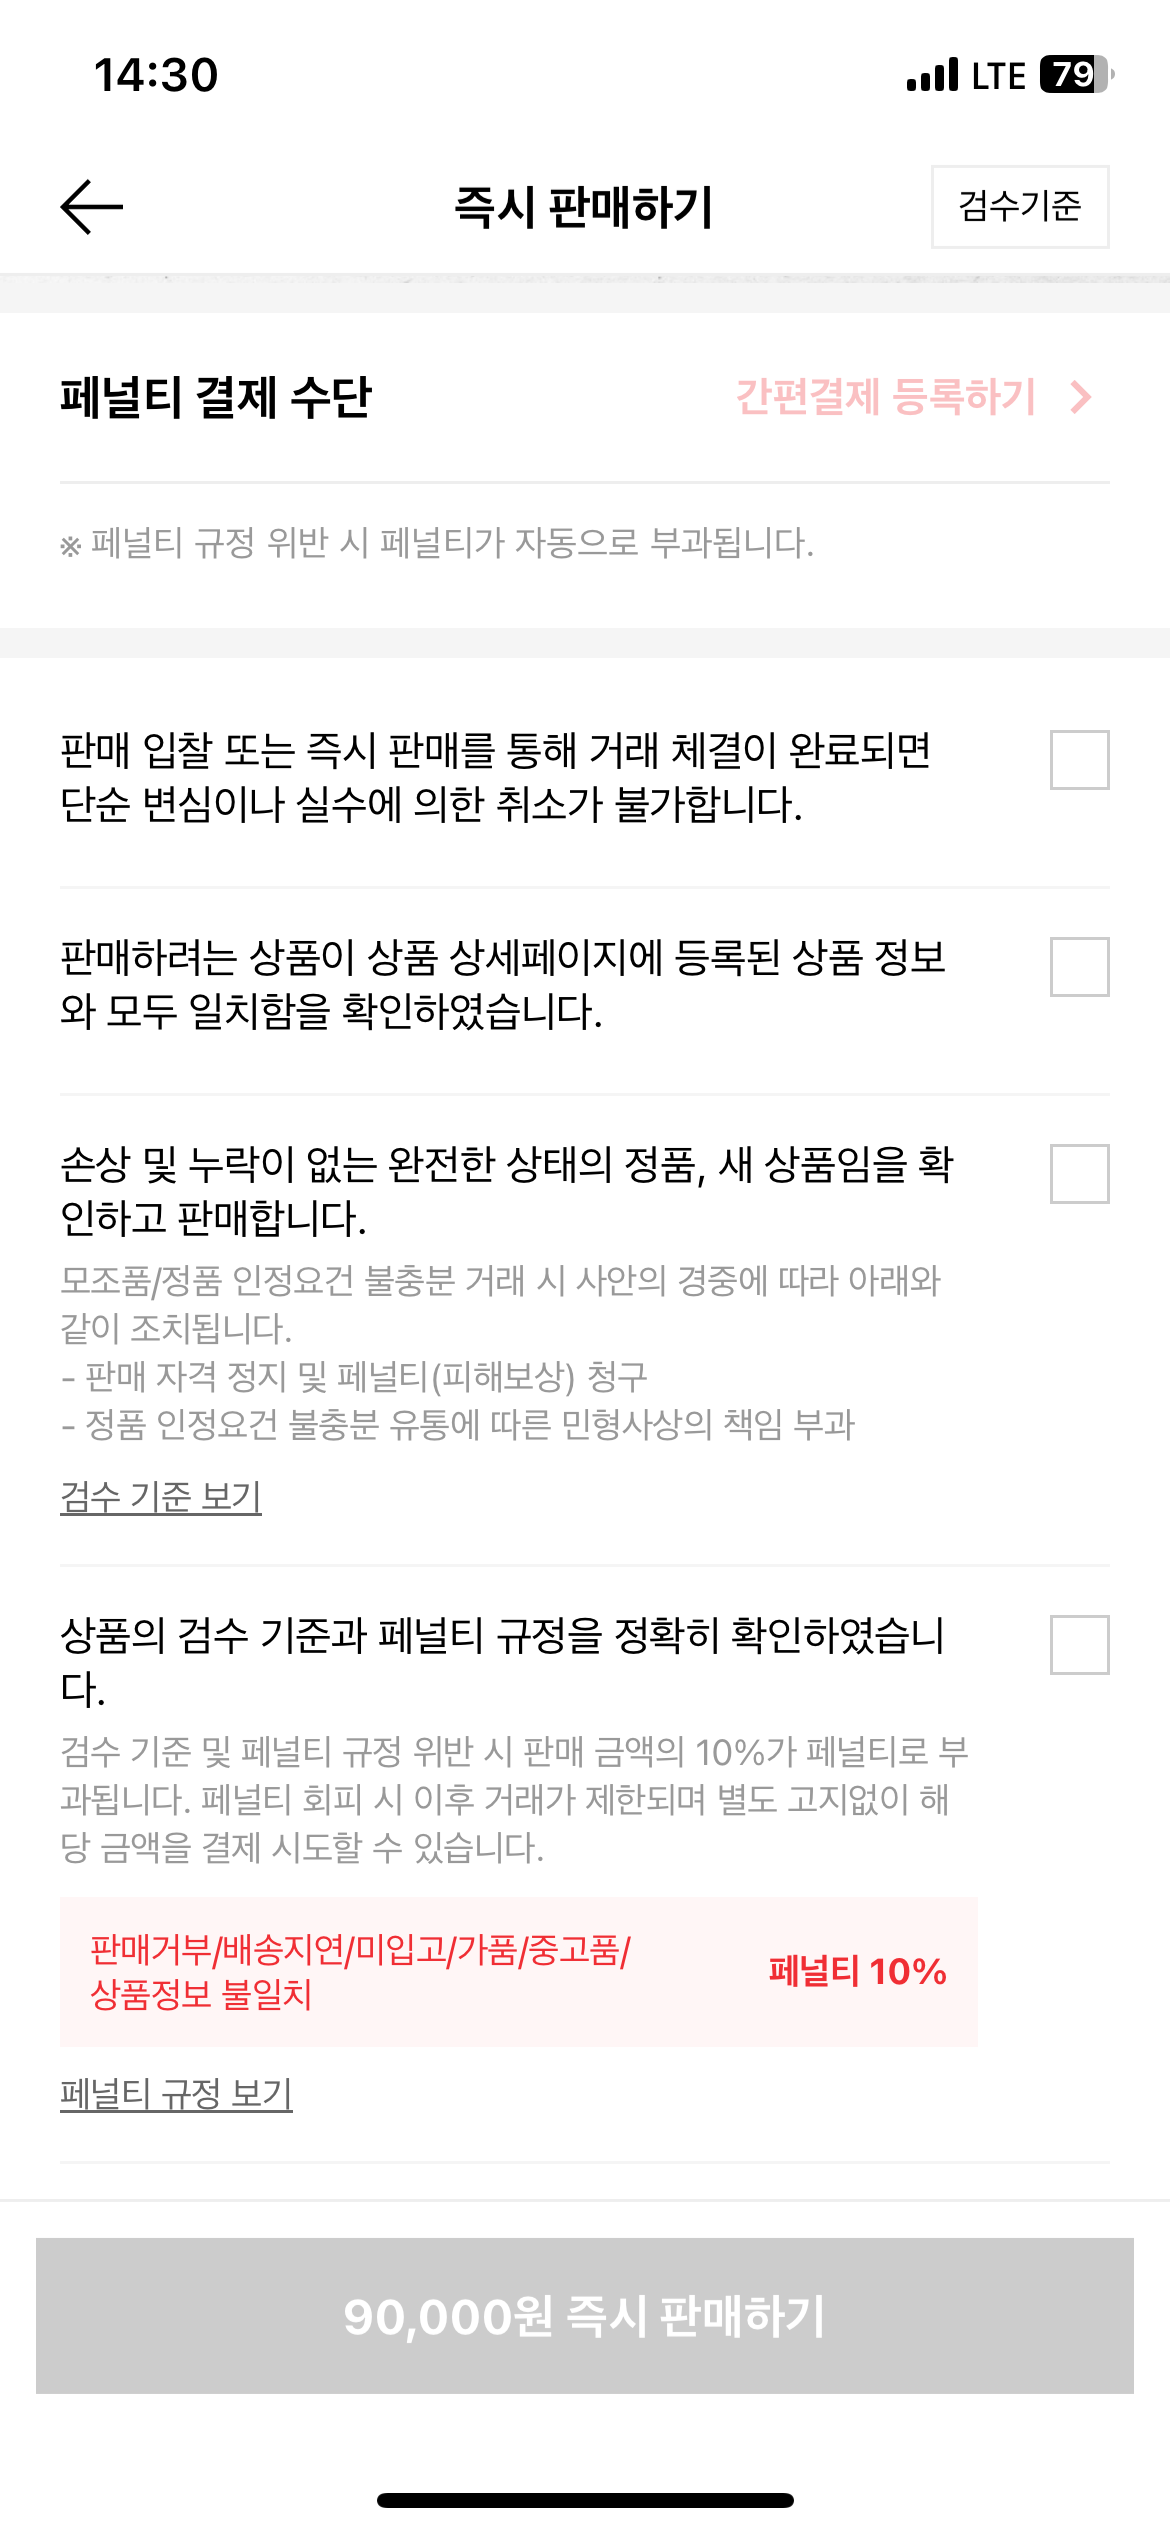 14:30
LTE 79
즉시 판매하기
검수기준
페널티 결제 수단
간편결제 등록하기
※ 페널티 규정 위반 시 페널티가 자동으로 부과됩니다.
판매 입찰 또는 즉시 판매를 통해 거래 체결이 완료되면
단순 변심이나 실수에 의한 취소가 불가합니다.
판매하려는 상품이 상품 상세페이지에 등록된 상품 정보
와 모두 일치함을 확인하였습니다.
손상 및 누락이 없는 완전한 상태의 정품, 새 상품임을 확
인하고 판매합니다.
모조품/정품 인정요건 불충분 거래 시 사안의 경중에 따라 아래와
같이 조치됩니다.
- 판매 자격 정지 및 페널티(피해보상) 청구
- 정품 인정요건 불충분 유통에 따른 민형사상의 책임 부과
검수 기준 보기
상품의 검수 기준과 페널티 규정을 정확히 확인하였습니
다.
검수 기준 및 페널티 규정 위반 시 판매 금액의 10%가 페널티로 부
과됩니다. 페널티 회피 시 이후 거래가 제한되며 별도 고지없이 해
당 금액을 결제 시도할 수 있습니다.
판매거부/배송지연/미입고/가품/중고품/
상품정보 불일치
페널티 10%
페널티 규정 보기
90,000원 즉시 판매하기